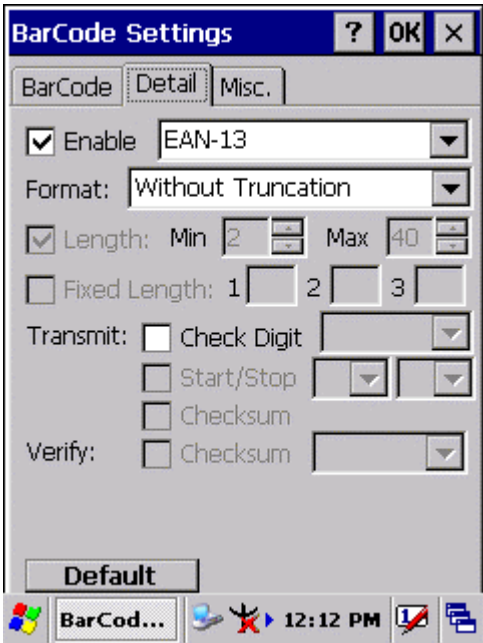 BarCode Settings ? OK ×
BarCode Detail Misc.
Enable EAN-13
Format: Without Truncation
Length: Min 2 Max 40
Fixed Length: 1 2 3
Transmit: Check Digit
Start/Stop
Checksum
Verify: Checksum
Default
BarCod... 12:12 PM 1